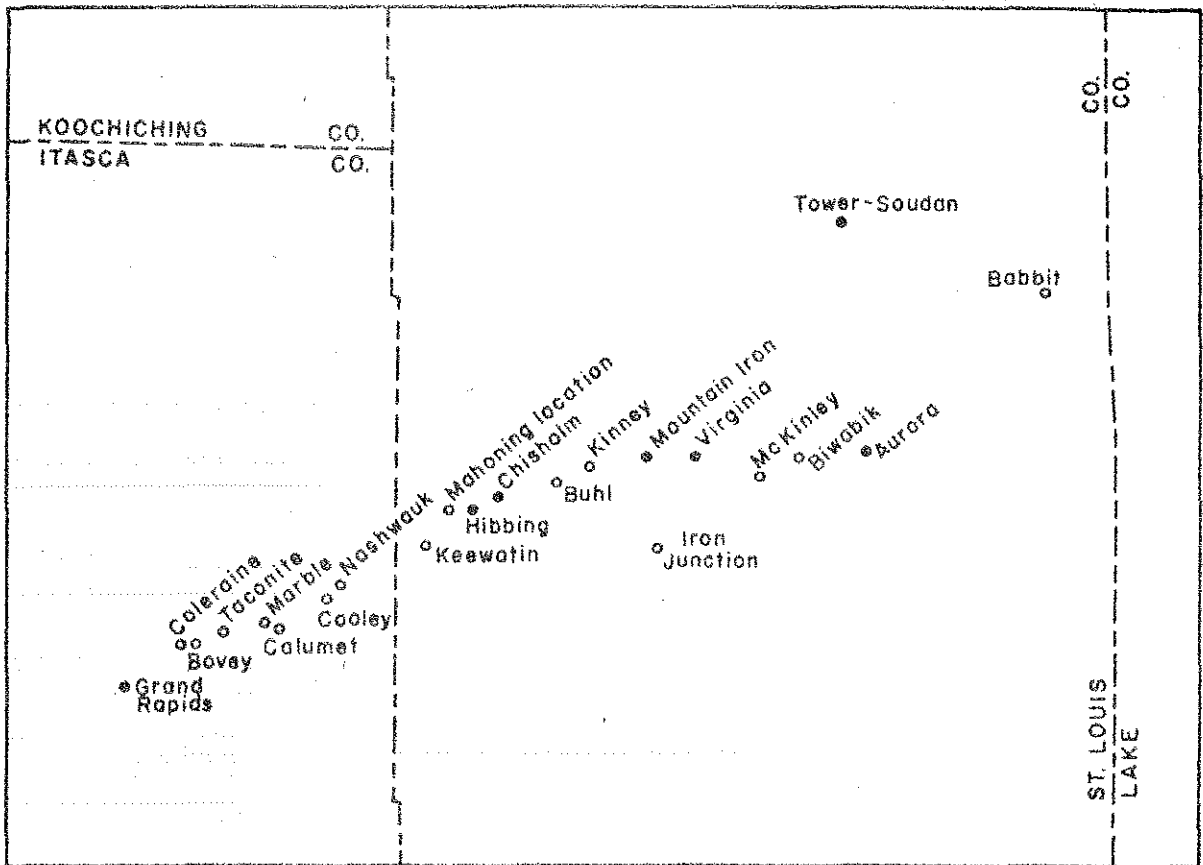 KOOCHICHING CO.
ITASCA CO.
CO.
CO.
Tower-Soudan
Babbit
Mahoning location
Chisholm
Kinney
Mountain Iron
Virginia
McKinley
Biwabik
Aurora
Buhl
Hibbing
Keewatin
Iron
Junction
Nashwauk
Cooley
Coleraine
Taconite
Marble
Calumet
Bovey
Grand
Rapids
ST. LOUIS
LAKE